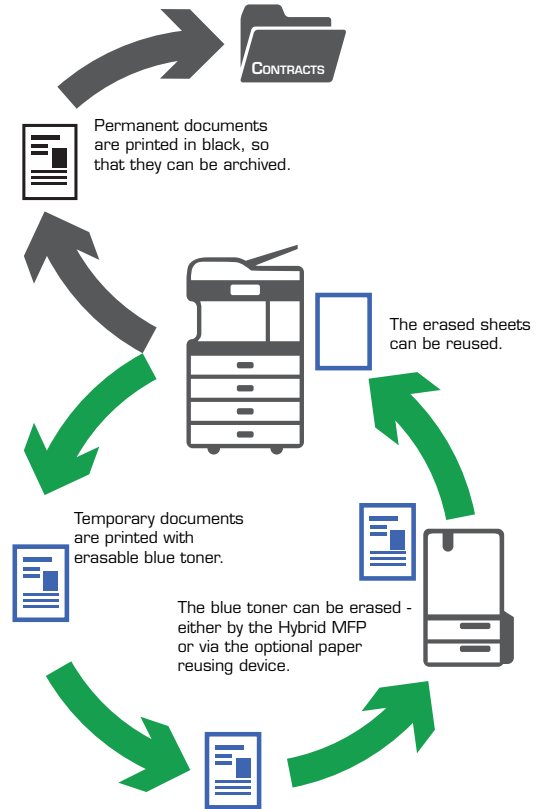 CONTRACTS
Permanent documents
are printed in black, so
that they can be archived.
The erased sheets
can be reused.
Temporary documents
are printed with
erasable blue toner.
The blue toner can be erased -
either by the Hybrid MFP
or via the optional paper
reusing device.